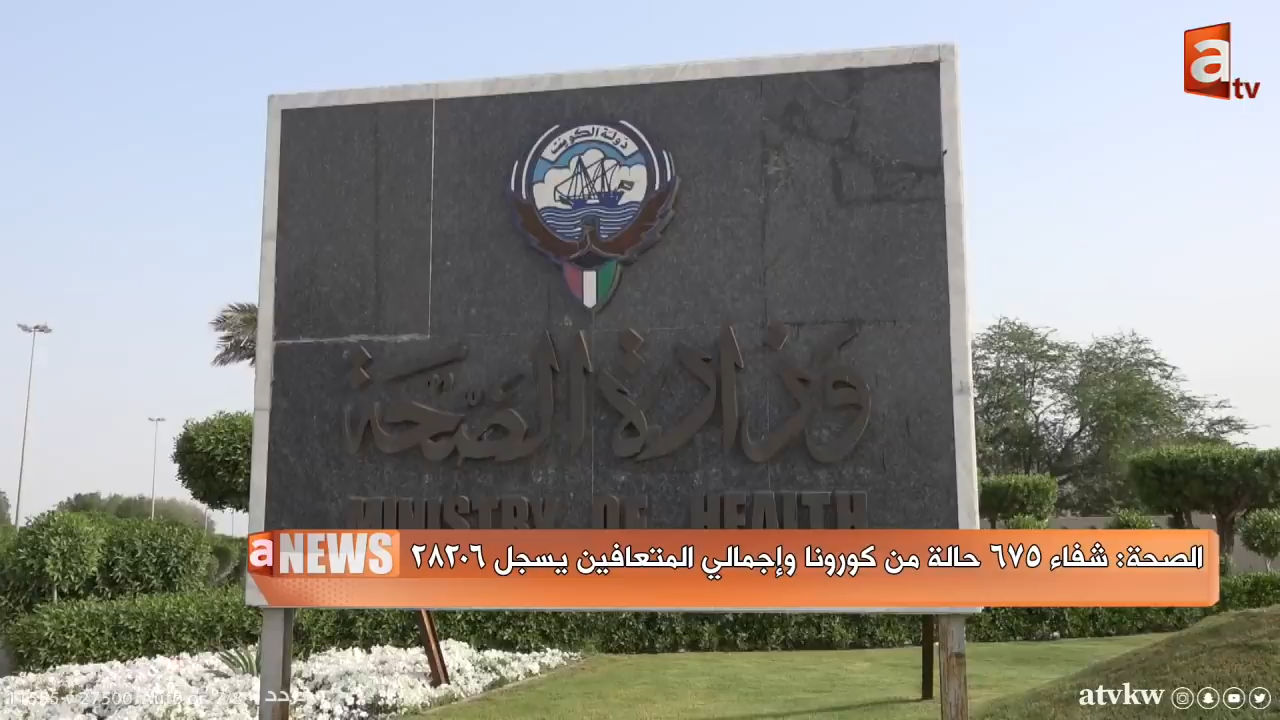 a
tv
دولة الكويت
وزارة الصحة
MINISTRY OF HEALTH
a NEWS
الصحة: شفاء ٦٧٥ حالة من كورونا وإجمالي المتعافين يسجل ٢٨٢٠٦
atvkw